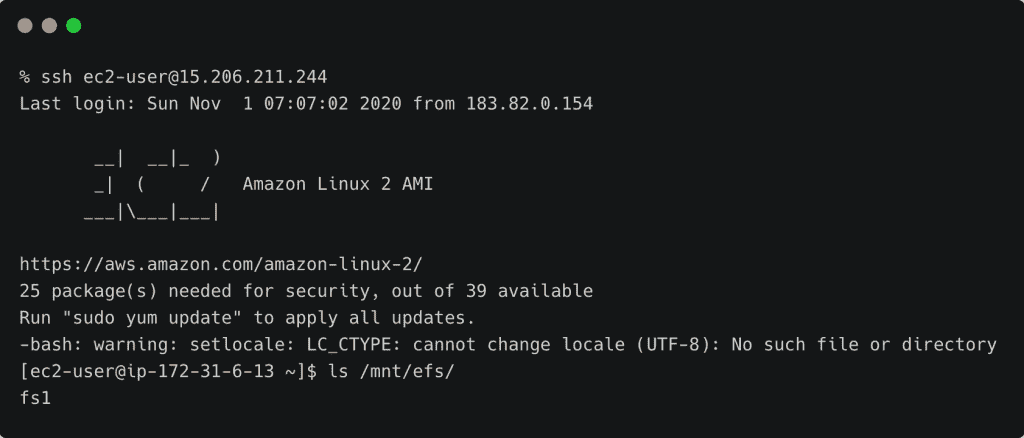 % ssh ec2-user@15.206.211.244
Last login: Sun Nov  1 07:07:02 2020 from 183.82.0.154
       __|  __|_  )
       _|  (     /   Amazon Linux 2 AMI
      ___|\___|___|
https://aws.amazon.com/amazon-linux-2/
25 package(s) needed for security, out of 39 available
Run "sudo yum update" to apply all updates.
-bash: warning: setlocale: LC_CTYPE: cannot change locale (UTF-8): No such file or directory
[ec2-user@ip-172-31-6-13 ~]$ ls /mnt/efs/
fs1